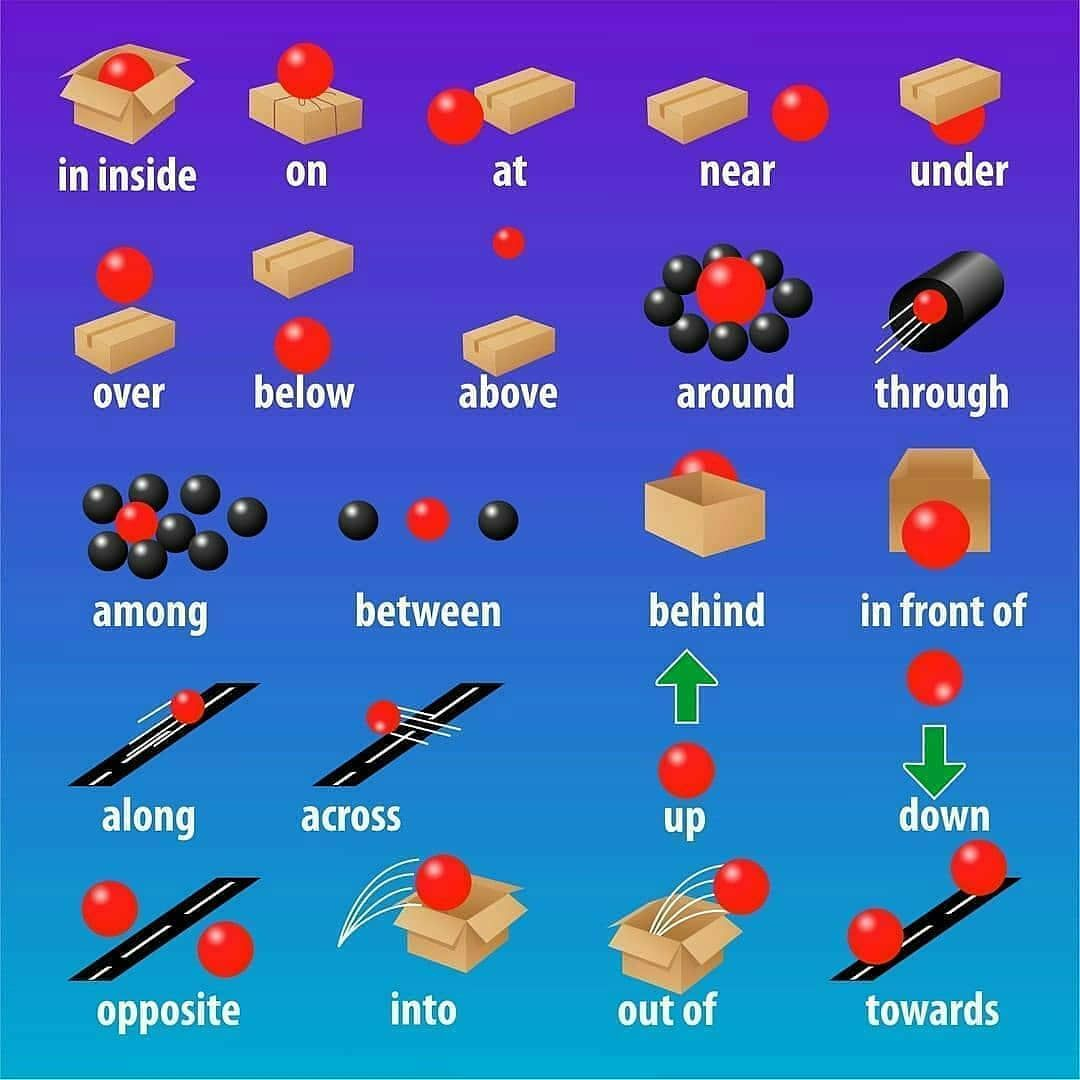 in inside
on
at
near
under
over
below
above
around
through
among
between
behind
in front of
along
across
up
down
opposite
into
out of
towards